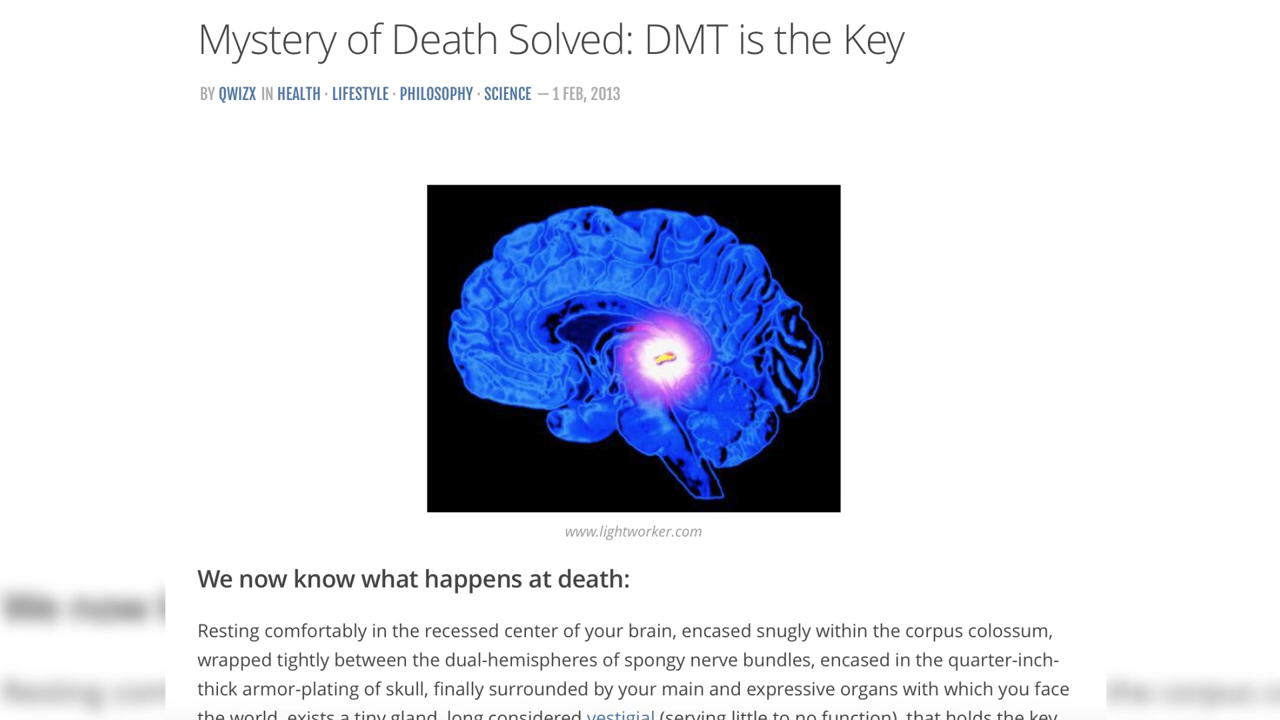 Mystery of Death Solved: DMT is the Key
BY QWIZX IN HEALTH · LIFESTYLE · PHILOSOPHY · SCIENCE — 1 FEB, 2013
www.lightworker.com
We now know what happens at death:
Resting comfortably in the recessed center of your brain, encased snugly within the corpus colossum,
wrapped tightly between the dual-hemispheres of spongy nerve bundles, encased in the quarter-inch-
thick armor-plating of skull, finally surrounded by your main and expressive organs with which you face
the world, exists a tiny gland, long considered vestigial (serving little to no function), that holds the key